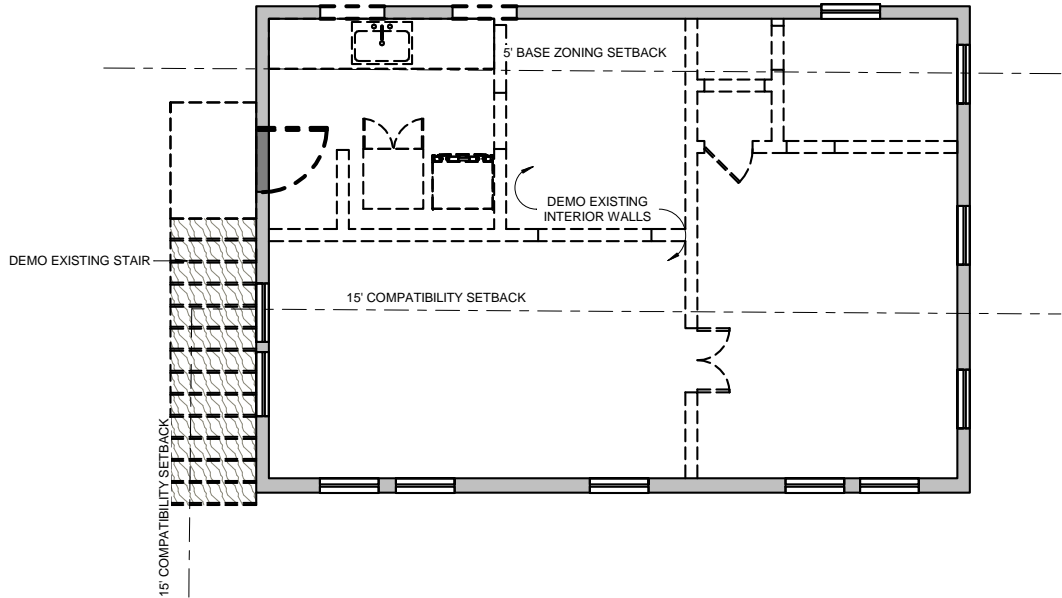 5' BASE ZONING SETBACK
DEMO EXISTING
INTERIOR WALLS
DEMO EXISTING STAIR
15' COMPATIBILITY SETBACK
15' COMPATIBILITY SETBACK